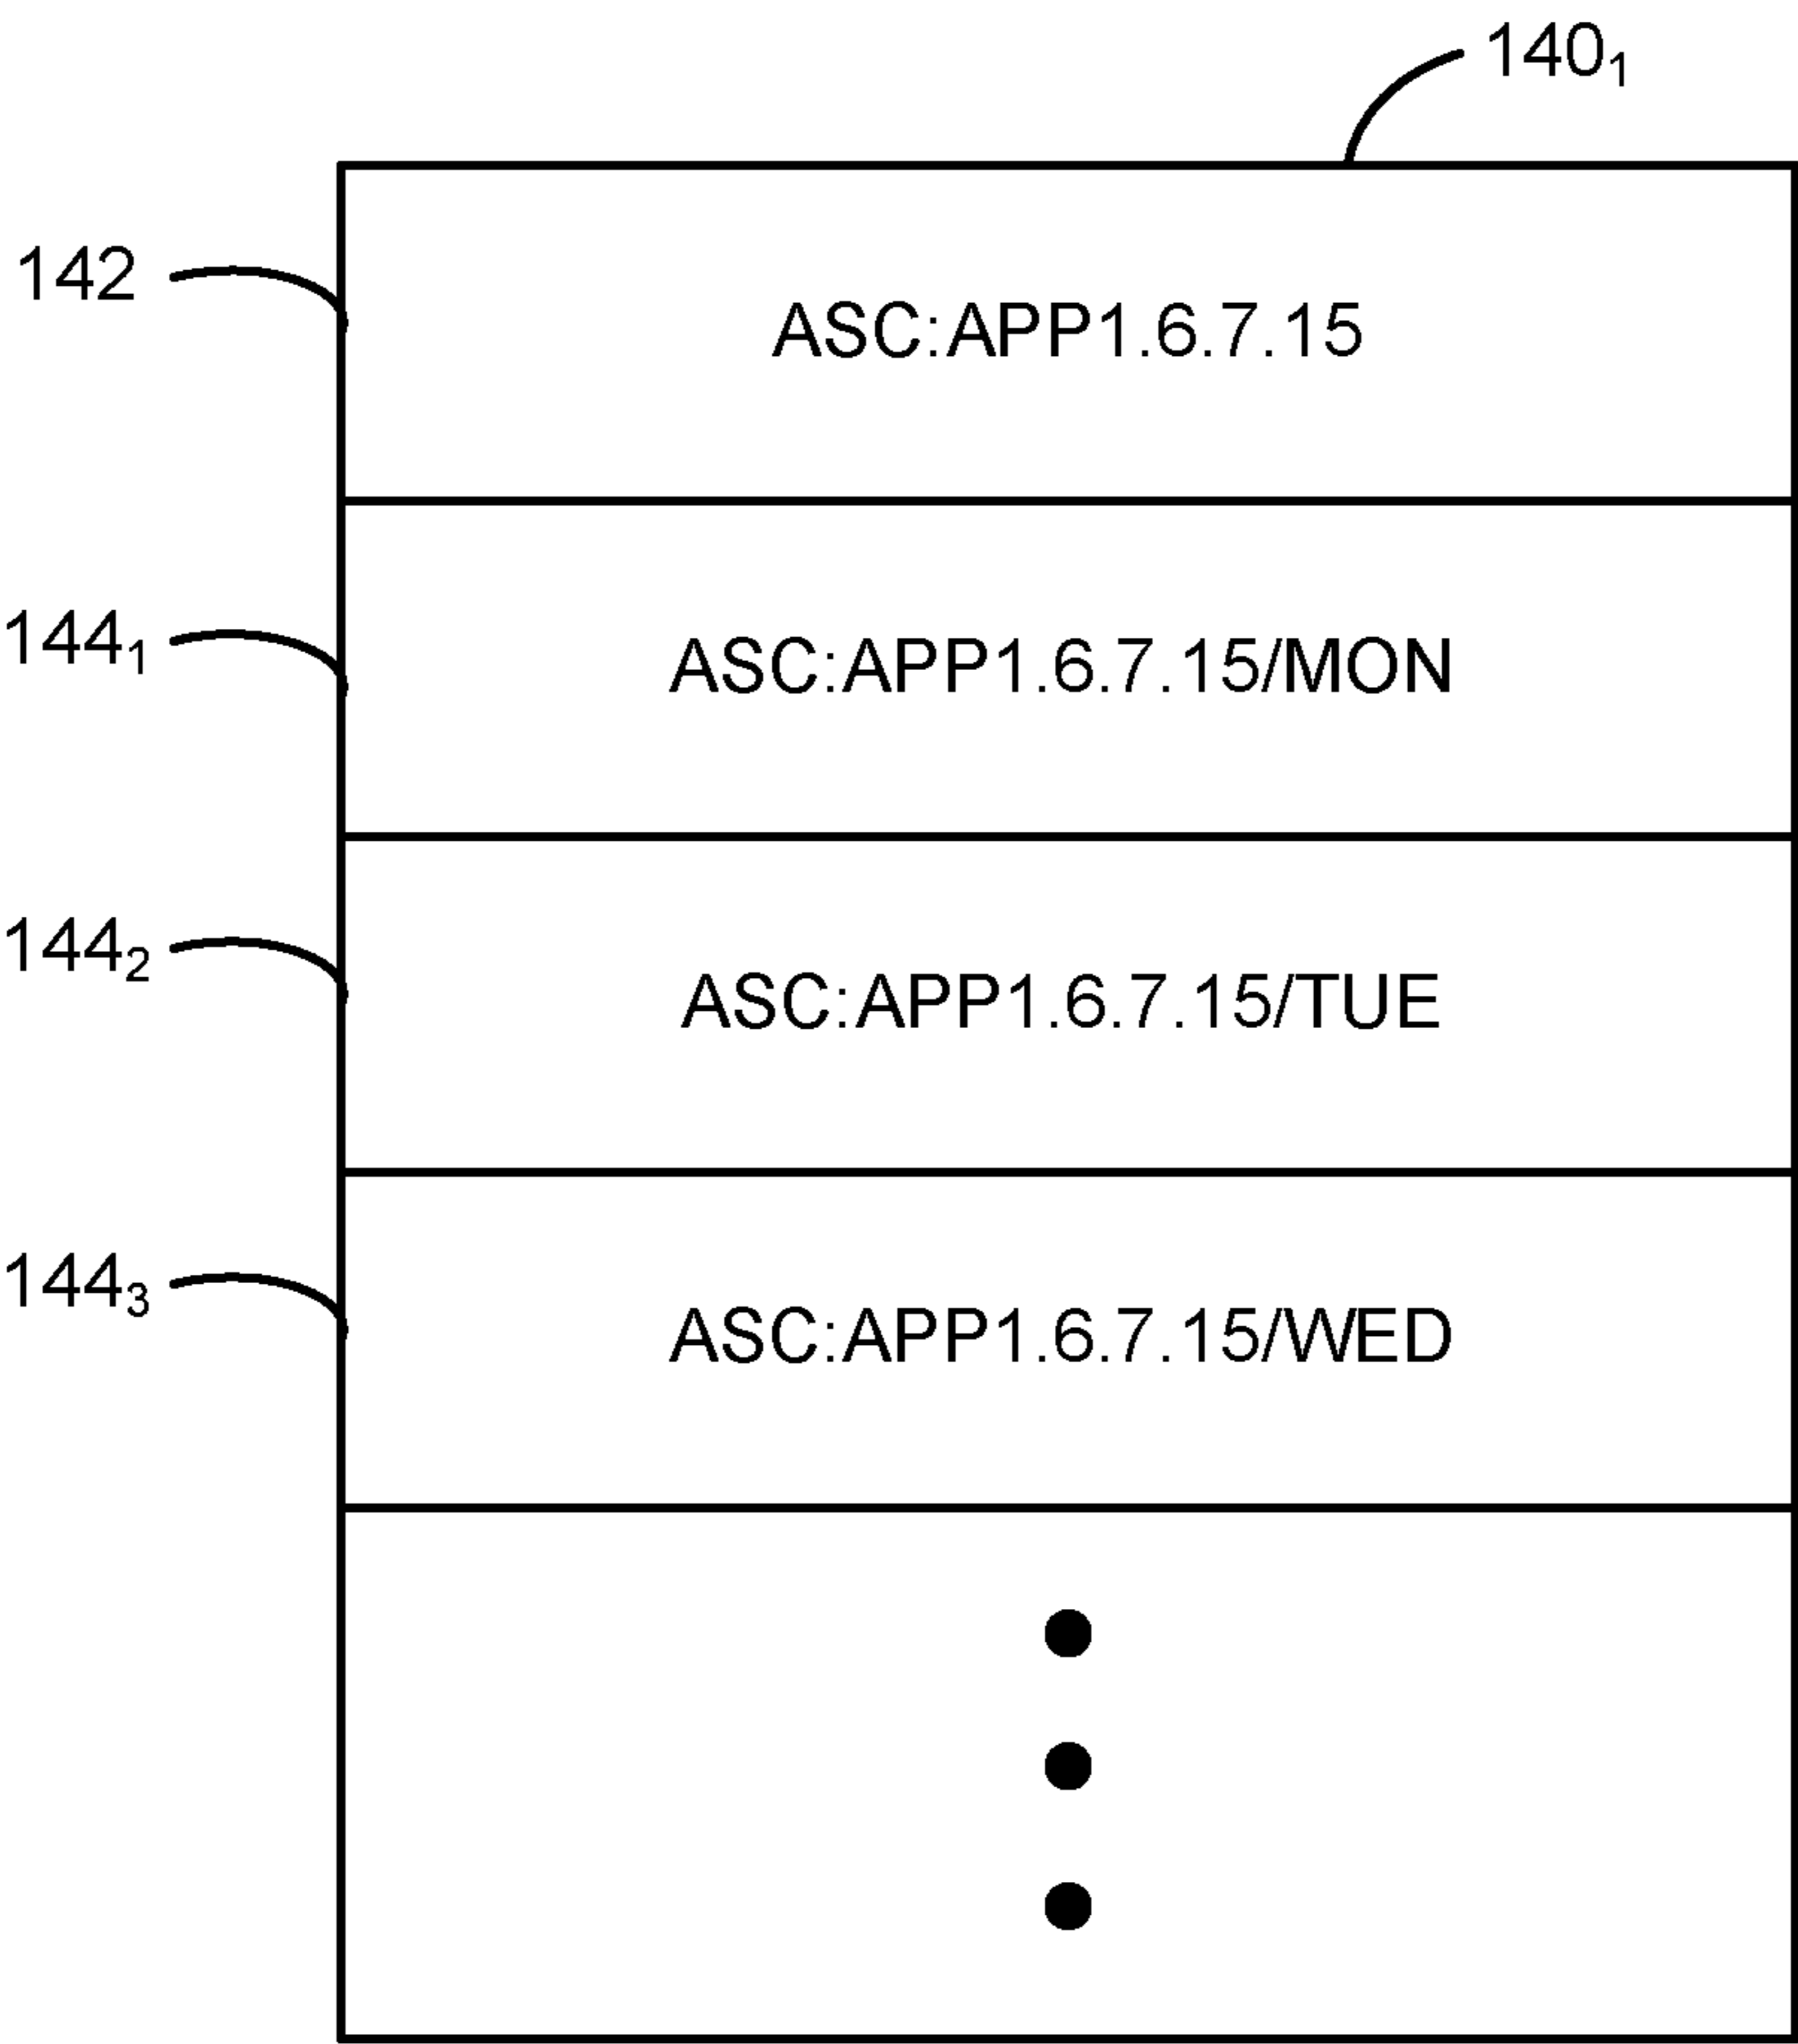 140₁
142
ASC:APP1.6.7.15
144₁
ASC:APP1.6.7.15/MON
144₂
ASC:APP1.6.7.15/TUE
144₃
ASC:APP1.6.7.15/WED